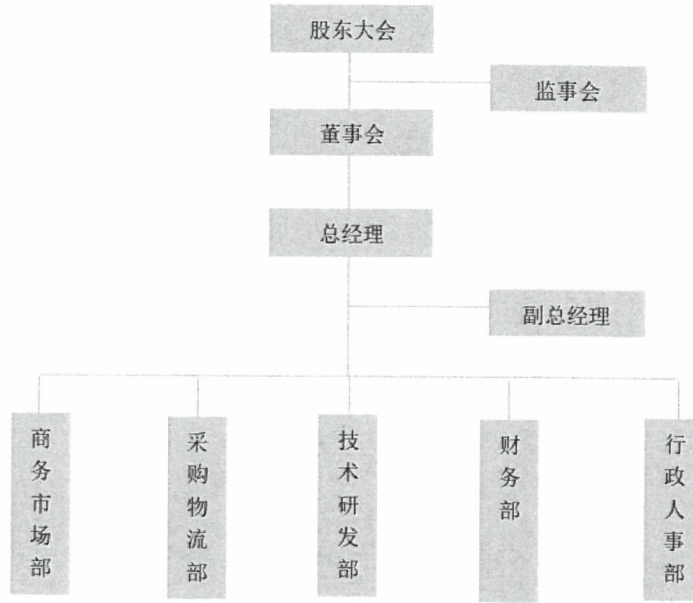 股东大会
监事会
董事会
总经理
副总经理
商务市场部
采购物流部
技术研发部
财务部
行政人事部